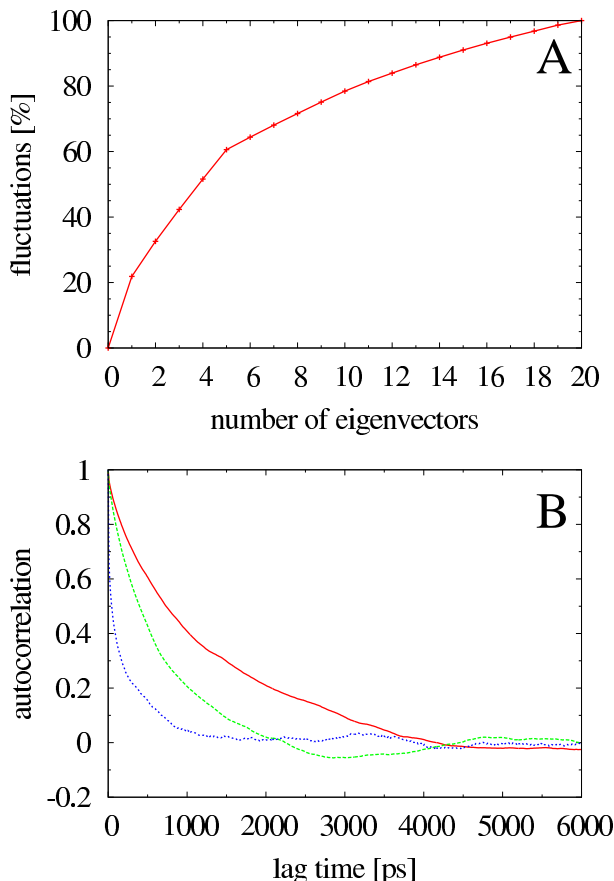 100
80
60
40
20
0
fluctuations [%]
A
0 2 4 6 8 10 12 14 16 18 20
number of eigenvectors
1
0.8
0.6
0.4
0.2
0
-0.2
autocorrelation
B
0 1000 2000 3000 4000 5000 6000
lag time [ps]